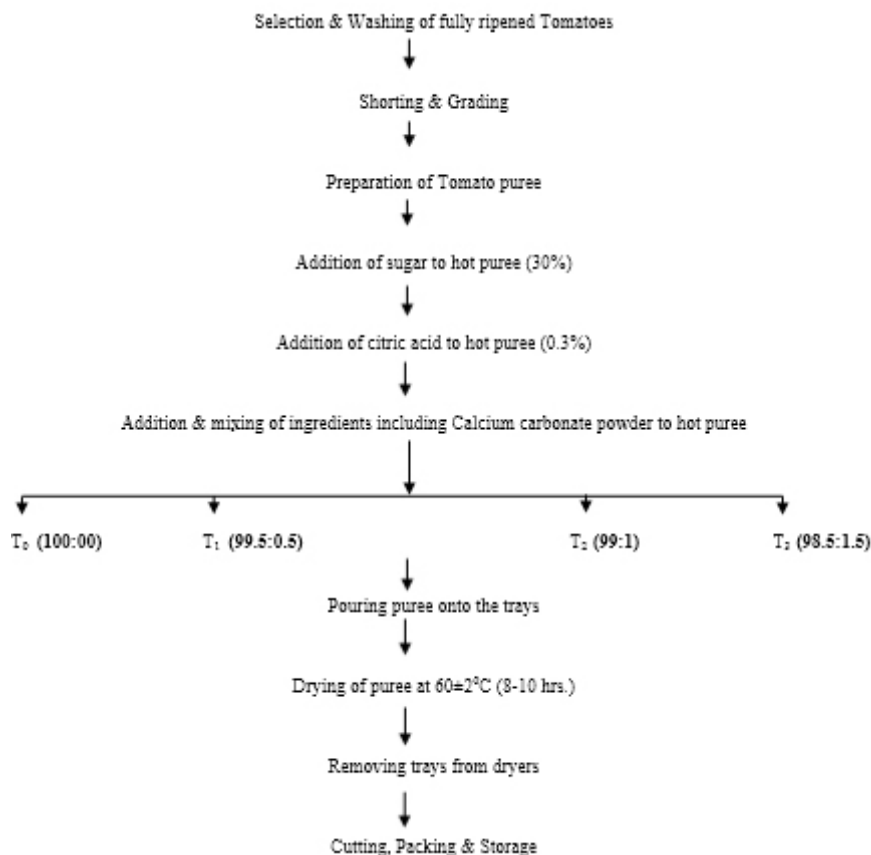 Selection & Washing of fully ripened Tomatoes
Shorting & Grading
Preparation of Tomato puree
Addition of sugar to hot puree (30%)
Addition of citric acid to hot puree (0.3%)
Addition & mixing of ingredients including Calcium carbonate powder to hot puree
T₀ (100:00) T₁ (99.5:0.5) T₂ (99:1) T₃ (98.5:1.5)
Pouring puree onto the trays
Drying of puree at 60±2⁰C (8-10 hrs.)
Removing trays from dryers
Cutting, Packing & Storage